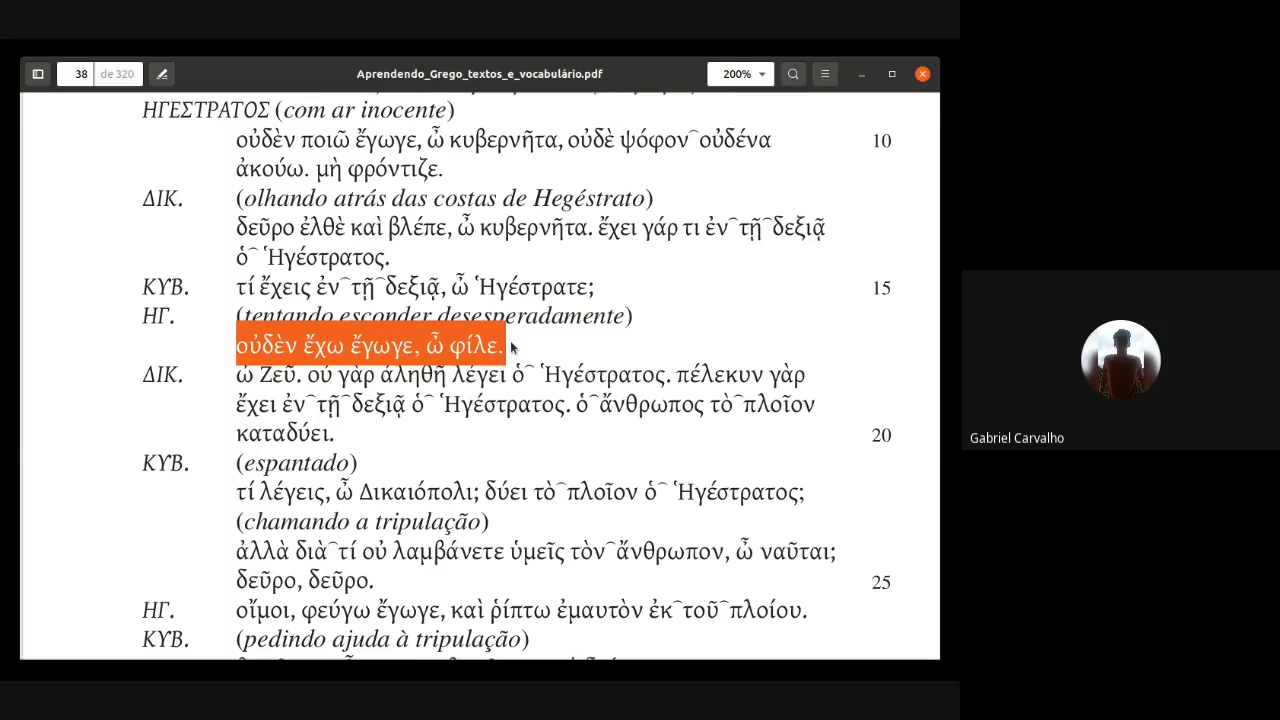 38 de 320
Aprendendo_Grego_textos_e_vocabulário.pdf
200%
ΗΓΕΣΤΡΑΤΟΣ (com ar inocente)
οὐδὲν ποιῶ ἔγωγε, ὦ κυβερνῆτα, οὐδὲ ψόφον͡ οὐδένα 10
ἀκούω. μὴ φρόντιζε.
ΔΙΚ. (olhando atrás das costas de Hegéstrato)
δεῦρο ἐλθὲ καὶ βλέπε, ὦ κυβερνῆτα. ἔχει γάρ τι ἐν͡ τῇ͡ δεξιᾷ
ὁ͡ Ἡγέστρατος.
ΚΥΒ. τί ἔχεις ἐν͡ τῇ͡ δεξιᾷ, ὦ Ἡγέστρατε; 15
ΗΓ. (tentando esconder desesperadamente)
οὐδὲν ἔχω ἔγωγε, ὦ φίλε.
ΔΙΚ. ὦ Ζεῦ. οὐ γὰρ ἀληθῆ λέγει ὁ͡ Ἡγέστρατος. πέλεκυν γὰρ
ἔχει ἐν͡ τῇ͡ δεξιᾷ ὁ͡ Ἡγέστρατος. ὁ͡ ἄνθρωπος τὸ͡ πλοῖον
καταδύει. 20
ΚΥΒ. (espantado)
τί λέγεις, ὦ Δικαιόπολι; δύει τὸ͡ πλοῖον ὁ͡ Ἡγέστρατος;
(chamando a tripulação)
ἀλλὰ διὰ͡ τί οὐ λαμβάνετε ὑμεῖς τὸν͡ ἄνθρωπον, ὦ ναῦται;
δεῦρο, δεῦρο. 25
ΗΓ. οἴμοι, φεύγω ἔγωγε, καὶ ῥίπτω ἐμαυτὸν ἐκ͡ τοῦ͡ πλοίου.
ΚΥΒ. (pedindo ajuda à tripulação)
Gabriel Carvalho